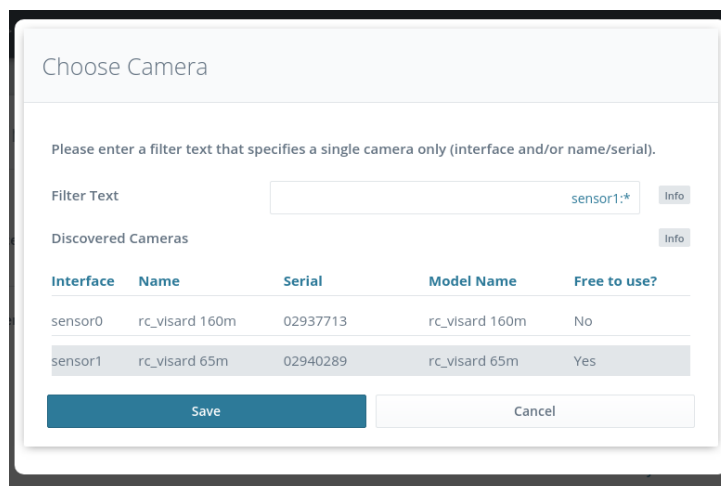 Choose Camera
Please enter a filter text that specifies a single camera only (interface and/or name/serial).
Filter Text sensor1:* Info
Discovered Cameras Info
Interface Name Serial Model Name Free to use?
sensor0 rc_visard 160m 02937713 rc_visard 160m No
sensor1 rc_visard 65m 02940289 rc_visard 65m Yes
Save Cancel